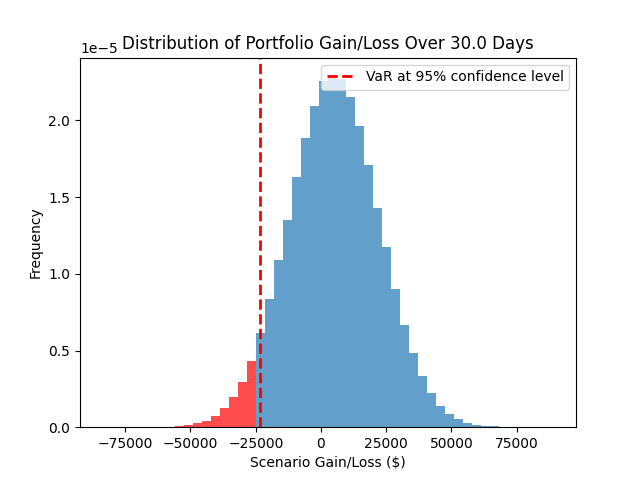 Distribution of Portfolio Gain/Loss Over 30.0 Days
1e−5
VaR at 95% confidence level
2.0
1.5
1.0
0.5
0.0
Frequency
−75000 −50000 −25000 0 25000 50000 75000
Scenario Gain/Loss ($)